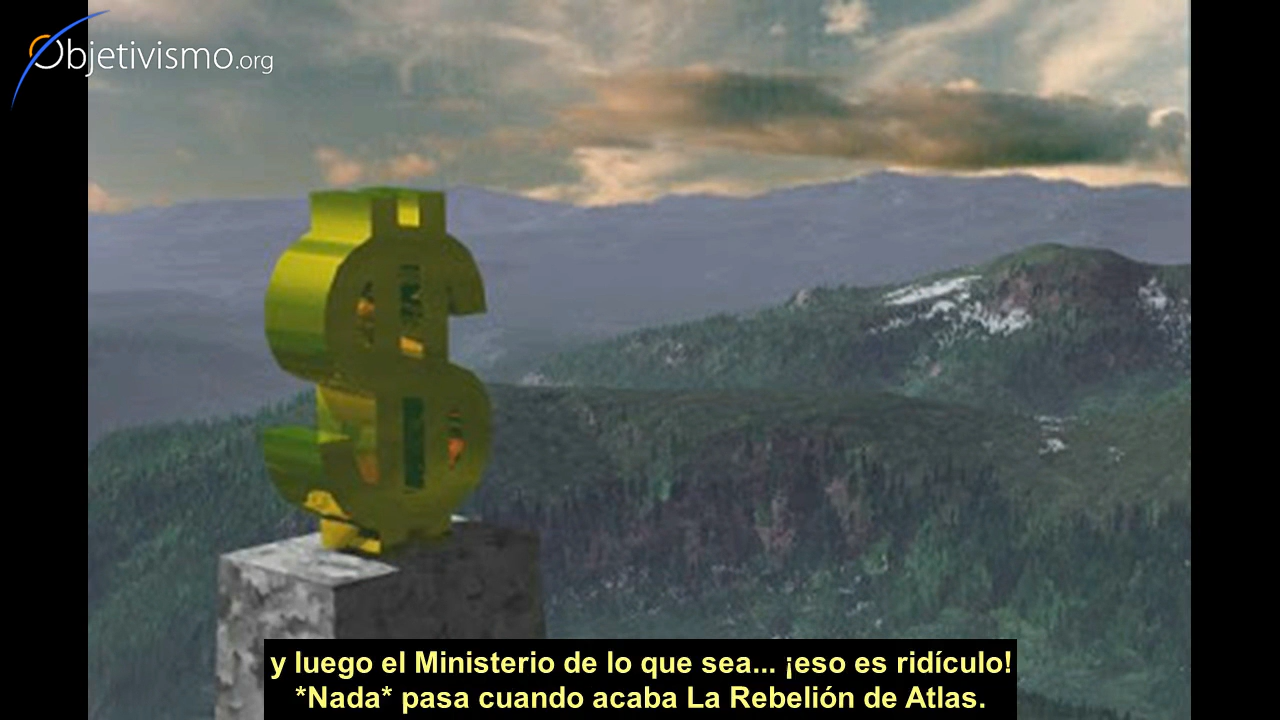 Objetivismo.org
y luego el Ministerio de lo que sea... ¡eso es ridículo!
*Nada* pasa cuando acaba La Rebelión de Atlas.